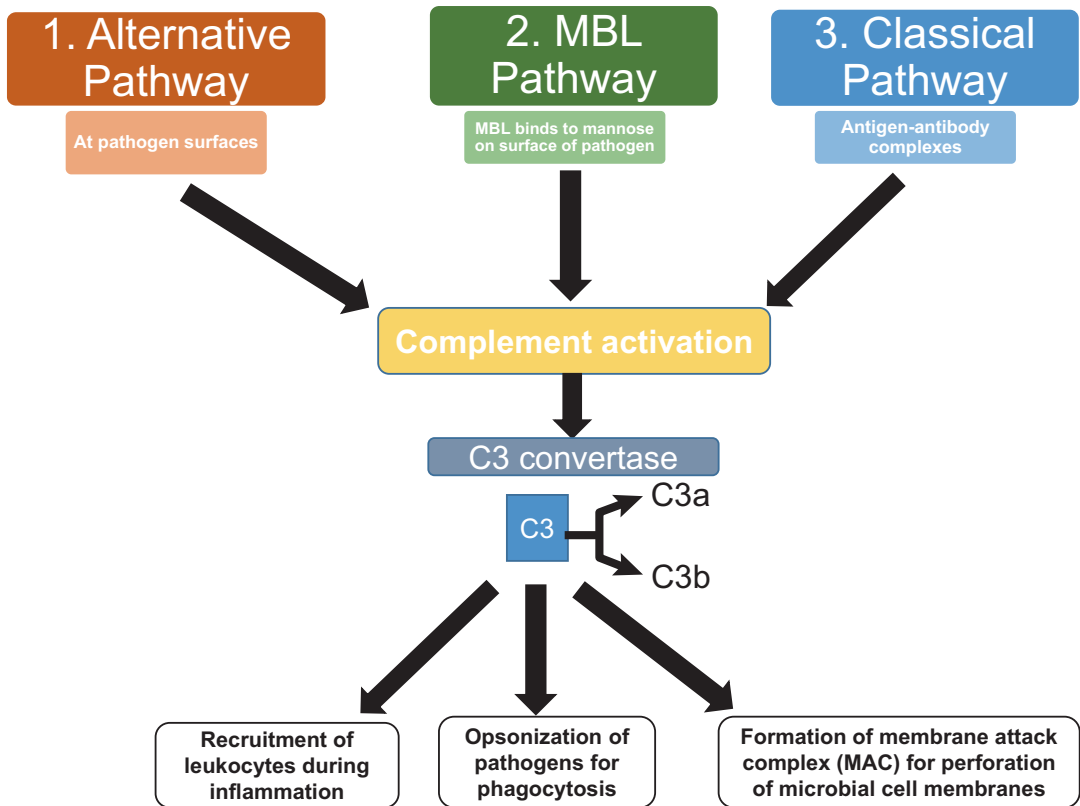 1. Alternative
Pathway
At pathogen surfaces
2. MBL
Pathway
MBL binds to mannose
on surface of pathogen
3. Classical
Pathway
Antigen-antibody
complexes
Complement activation
C3 convertase
C3
C3a
C3b
Recruitment of
leukocytes during
inflammation
Opsonization of
pathogens for
phagocytosis
Formation of membrane attack
complex (MAC) for perforation
of microbial cell membranes